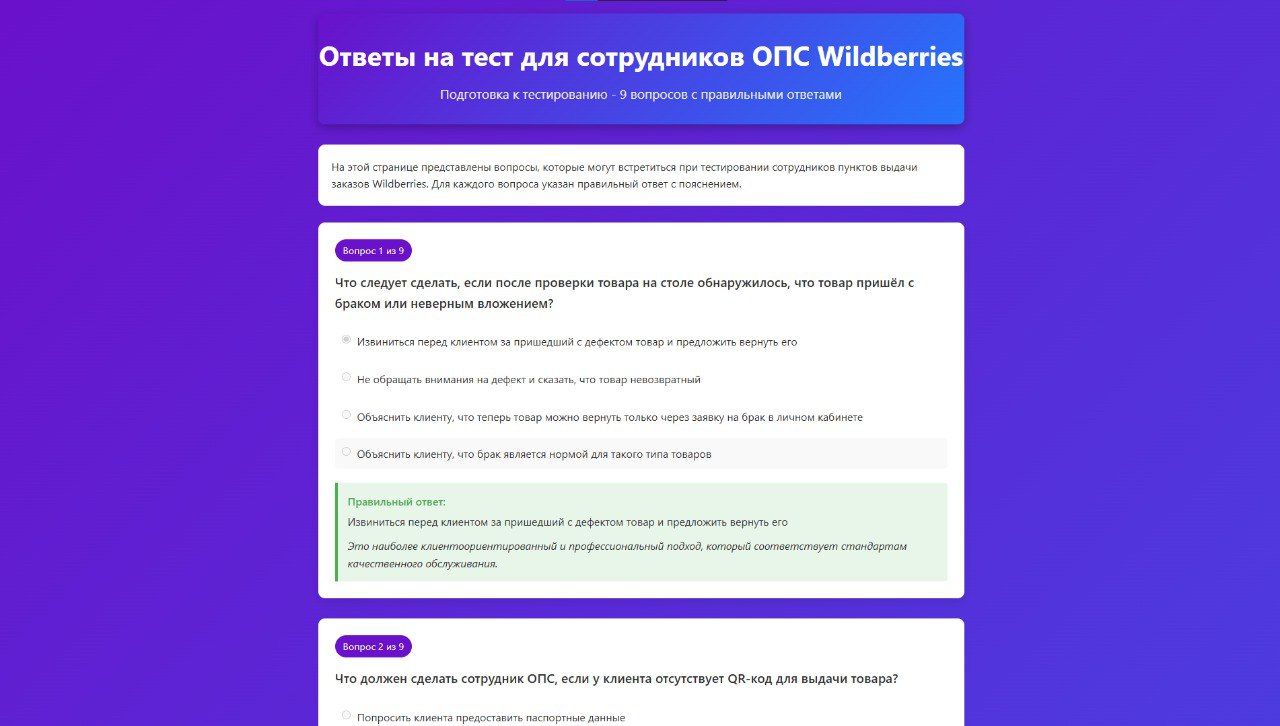 Ответы на тест для сотрудников ОПС Wildberries
Подготовка к тестированию - 9 вопросов с правильными ответами
На этой странице представлены вопросы, которые могут встретиться при тестировании сотрудников пунктов выдачи
заказов Wildberries. Для каждого вопроса указан правильный ответ с пояснением.
Вопрос 1 из 9
Что следует сделать, если после проверки товара на столе обнаружилось, что товар пришёл с
браком или неверным вложением?
Извиниться перед клиентом за пришедший с дефектом товар и предложить вернуть его
Не обращать внимания на дефект и сказать, что товар невозвратный
Объяснить клиенту, что теперь товар можно вернуть только через заявку на брак в личном кабинете
Объяснить клиенту, что брак является нормой для такого типа товаров
Правильный ответ:
Извиниться перед клиентом за пришедший с дефектом товар и предложить вернуть его
Это наиболее клиентоориентированный и профессиональный подход, который соответствует стандартам
качественного обслуживания.
Вопрос 2 из 9
Что должен сделать сотрудник ОПС, если у клиента отсутствует QR-код для выдачи товара?
Попросить клиента предоставить паспортные данные